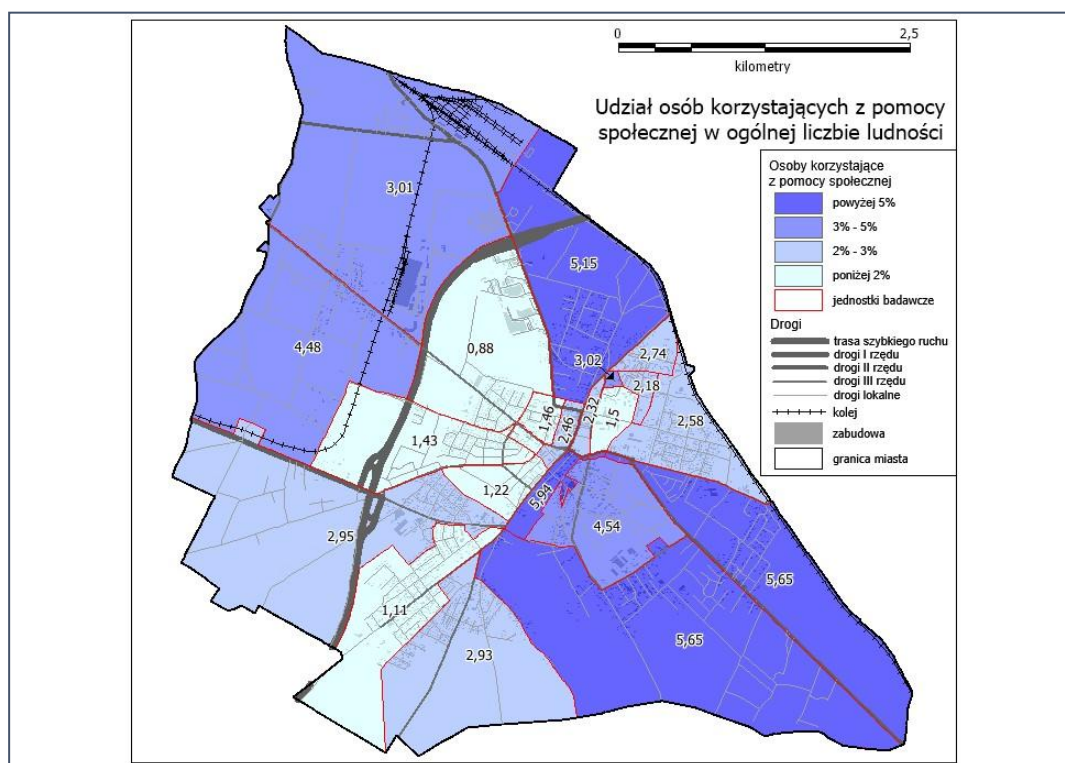 0 2,5
kilometry
Udział osób korzystających z pomocy
społecznej w ogólnej liczbie ludności
Osoby korzystające
z pomocy społecznej
powyżej 5%
3% - 5%
2% - 3%
poniżej 2%
jednostki badawcze
Drogi
trasa szybkiego ruchu
drogi I rzędu
drogi II rzędu
drogi III rzędu
drogi lokalne
kolej
zabudowa
granica miasta
3,01
5,15
4,48
0,88
3,02
2,74
2,18
1,46
2,46
2,32
1,5
2,58
1,43
1,22
5,94
4,54
2,95
5,65
1,11
2,93
5,65